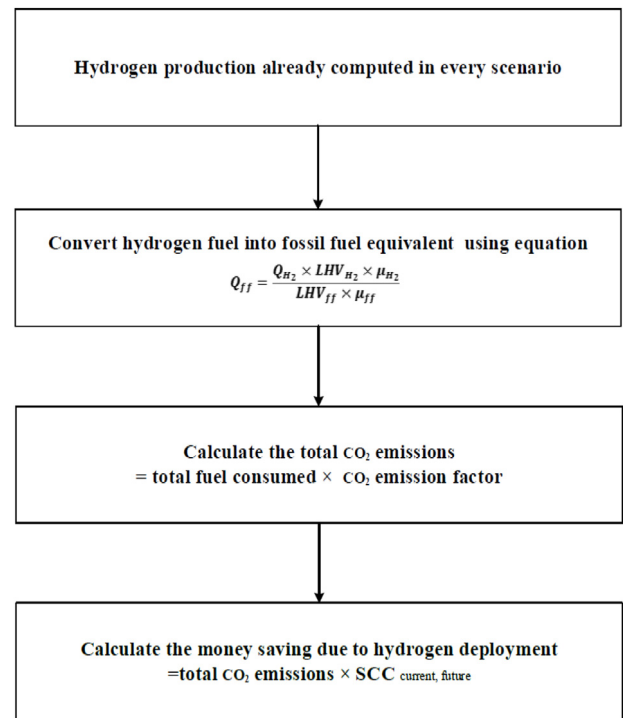 Hydrogen production already computed in every scenario
Convert hydrogen fuel into fossil fuel equivalent using equation
Q_ff = (Q_H₂ × LHV_H₂ × μ_H₂) / (LHV_ff × μ_ff)
Calculate the total CO₂ emissions
= total fuel consumed × CO₂ emission factor
Calculate the money saving due to hydrogen deployment
=total CO₂ emissions × SCC current, future